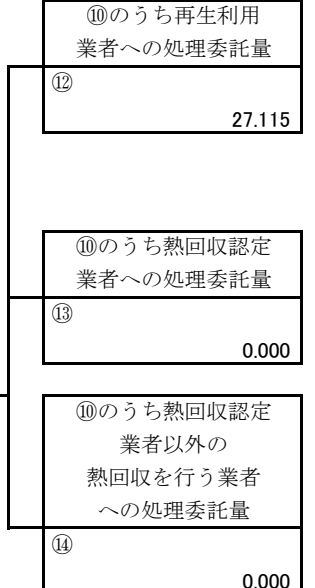 ⑩のうち再生利用
業者への処理委託量
⑫
27.115
⑩のうち熱回収認定
業者への処理委託量
⑬
0.000
⑩のうち熱回収認定
業者以外の
熱回収を行う業者
への処理委託量
⑭
0.000